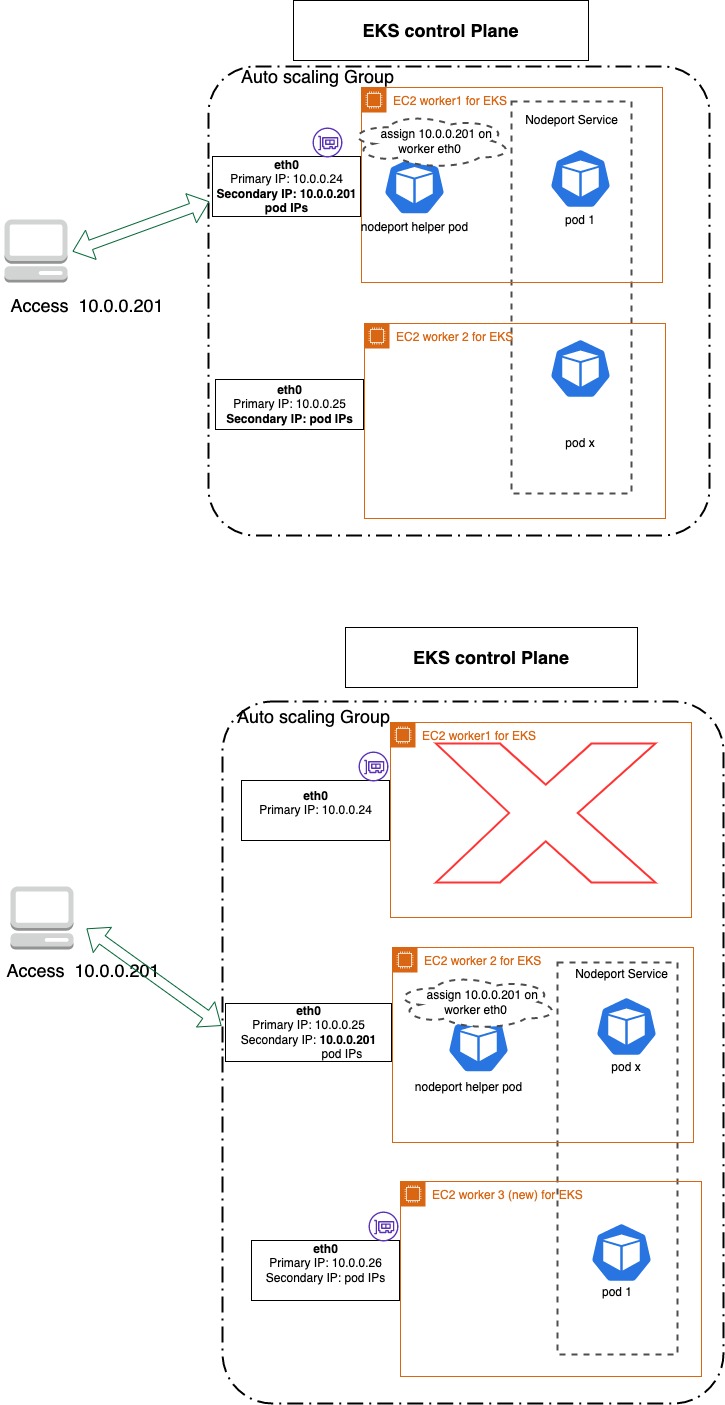 EKS control Plane
Auto scaling Group
EC2 worker1 for EKS
assign 10.0.0.201 on
worker eth0
Nodeport Service
eth0
Primary IP: 10.0.0.24
Secondary IP: 10.0.0.201
pod IPs
nodeport helper pod
pod 1
Access 10.0.0.201
EC2 worker 2 for EKS
eth0
Primary IP: 10.0.0.25
Secondary IP: pod IPs
pod x
EKS control Plane
Auto scaling Group
EC2 worker1 for EKS
eth0
Primary IP: 10.0.0.24
Access 10.0.0.201
EC2 worker 2 for EKS
Nodeport Service
assign 10.0.0.201 on
worker eth0
eth0
Primary IP: 10.0.0.25
Secondary IP: 10.0.0.201
pod IPs
nodeport helper pod
pod x
EC2 worker 3 (new) for EKS
eth0
Primary IP: 10.0.0.26
Secondary IP: pod IPs
pod 1